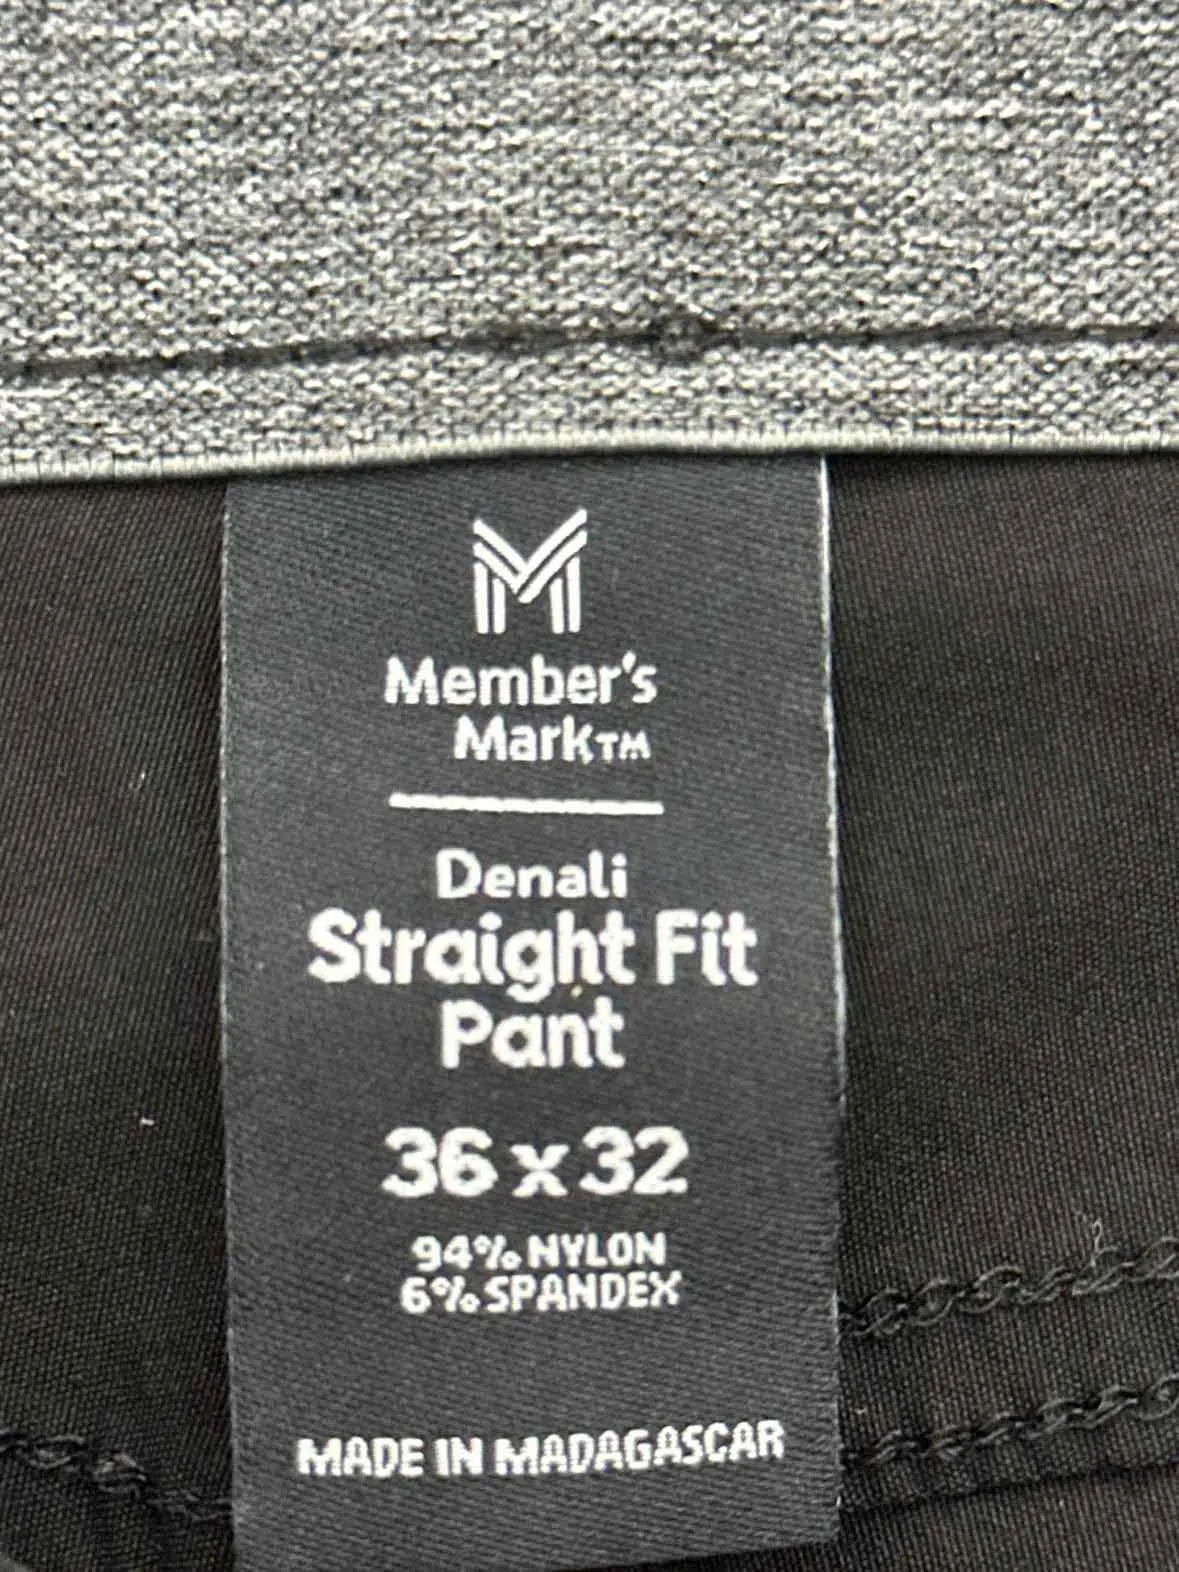 Member's
Mark™
Denali
Straight Fit
Pant
36 x 32
94% NYLON
6% SPANDEX
MADE IN MADAGASCAR